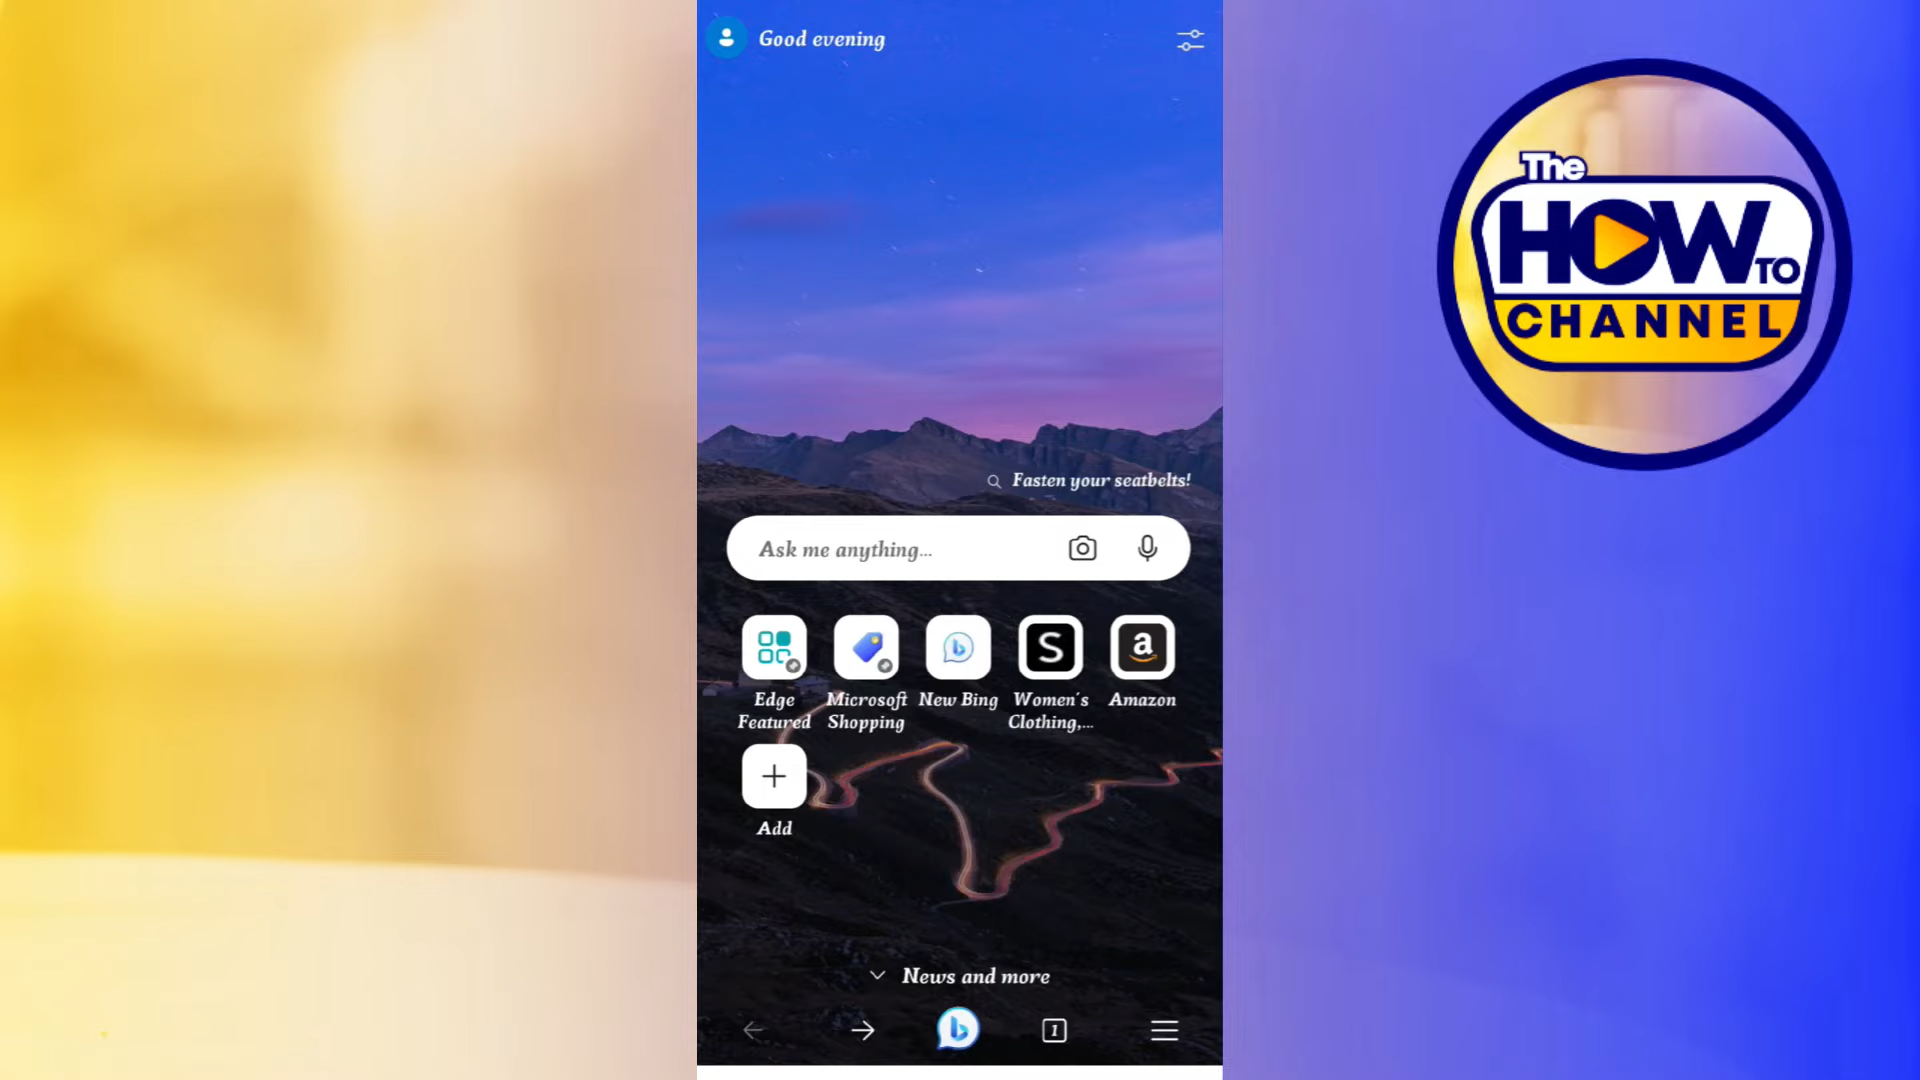 Good evening
The
HOW TO
CHANNEL
Fasten your seatbelts!
Ask me anything...
Edge
Featured
Microsoft
Shopping
New Bing
S
Women's
Clothing,...
a
Amazon
Add
News and more
1